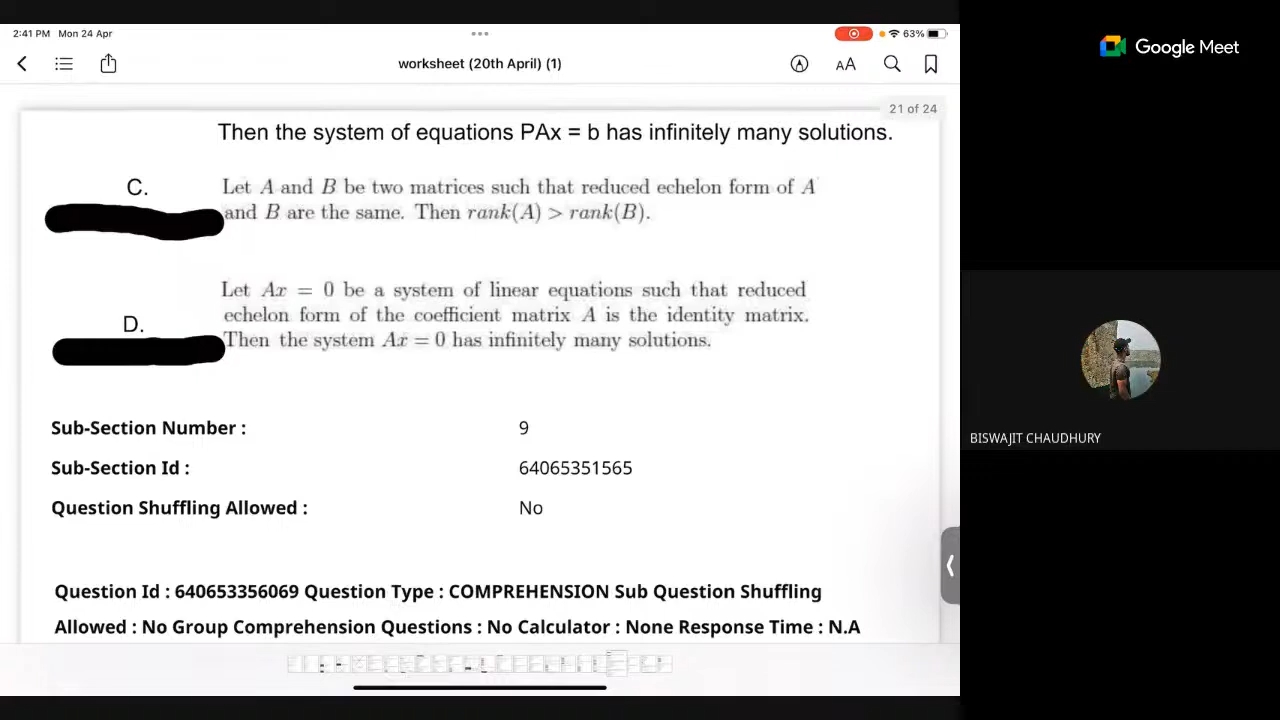 2:41 PM Mon 24 Apr
63%
worksheet (20th April) (1)
AA
Google Meet
21 of 24
Then the system of equations PAx = b has infinitely many solutions.
C.
Let A and B be two matrices such that reduced echelon form of A
and B are the same. Then rank(A) > rank(B).
D.
Let Ax = 0 be a system of linear equations such that reduced
echelon form of the coefficient matrix A is the identity matrix.
Then the system Ax = 0 has infinitely many solutions.
BISWAJIT CHAUDHURY
Sub-Section Number : 9
Sub-Section Id : 64065351565
Question Shuffling Allowed : No
Question Id : 640653356069 Question Type : COMPREHENSION Sub Question Shuffling
Allowed : No Group Comprehension Questions : No Calculator : None Response Time : N.A